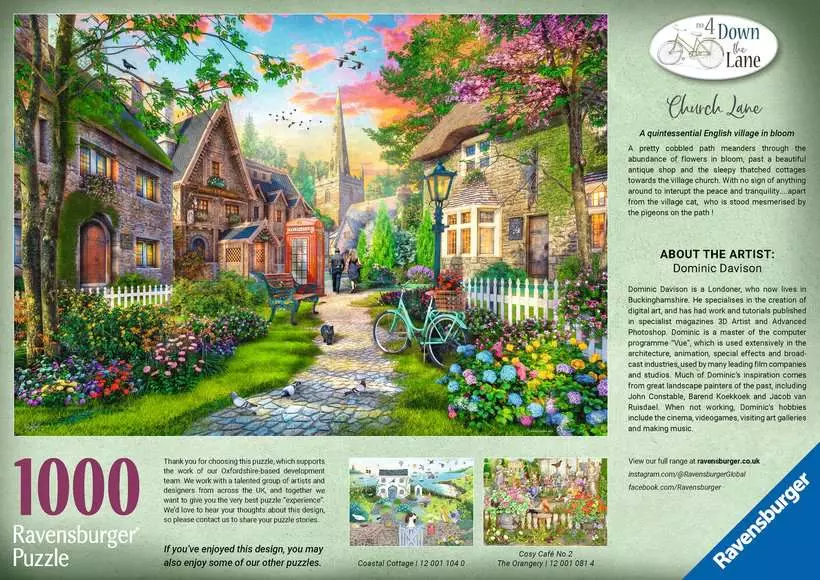 no 4 Down
the
Lane
Church Lane
A quintessential English village in bloom
A pretty cobbled path meanders through the
abundance of flowers in bloom, past a beautiful
antique shop and the sleepy thatched cottages
towards the village church. With no sign of anything
around to interupt the peace and tranquility....apart
from the village cat, who is stood mesmerised by
the pigeons on the path !
ABOUT THE ARTIST:
Dominic Davison
Dominic Davison is a Londoner, who now lives in
Buckinghamshire. He specialises in the creation of
digital art, and has had work and tutorials published
in specialist magazines 3D Artist and Advanced
Photoshop. Dominic is a master of the computer
programme "Vue", which is used extensively in the
architecture, animation, special effects and broad-
cast industries, used by many leading film companies
and studios. Much of Dominic's inspiration comes
from great landscape painters of the past, including
John Constable, Barend Koekkoek and Jacob van
Ruisdael. When not working, Dominic's hobbies
include the cinema, videogames, visiting art galleries
and making music.
View our full range at ravensburger.co.uk
instagram.com/@RavensburgerGlobal
facebook.com/Ravensburger
Ravensburger
1000
Ravensburger®
Puzzle
Thank you for choosing this puzzle, which supports
the work of our Oxfordshire-based development
team. We work with a talented group of artists and
designers from across the UK, and together we
want to give you the very best puzzle "experience".
We'd love to hear your thoughts about this design,
so please contact us to share your puzzle stories.
If you've enjoyed this design, you may
also enjoy some of our other puzzles.
Coastal Cottage | 12 001 104 0
Cosy Café No.2
The Orangery | 12 001 081 4